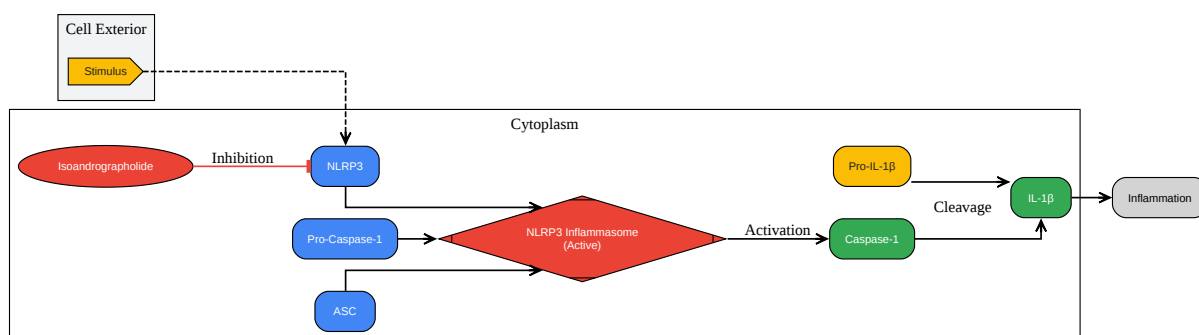 Cell Exterior
Stimulus
Cytoplasm
Isoandrographolide
Inhibition
NLRP3
Pro-Caspase-1
ASC
NLRP3 Inflammasome
(Active)
Activation
Pro-IL-1β
Caspase-1
Cleavage
IL-1β
Inflammation